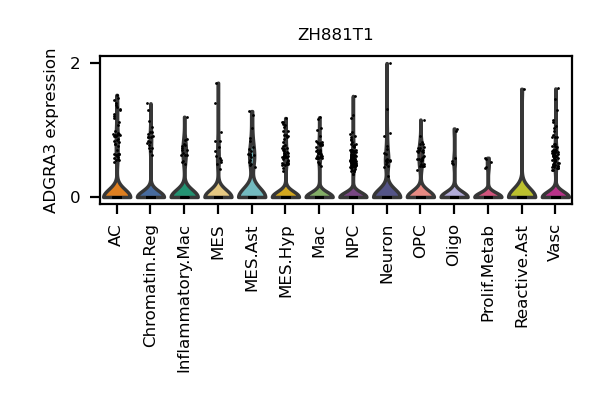 ZH881T1
ADGRA3 expression
2
0
AC
Chromatin.Reg
Inflammatory.Mac
MES
MES.Ast
MES.Hyp
Mac
NPC
Neuron
OPC
Oligo
Prolif.Metab
Reactive.Ast
Vasc